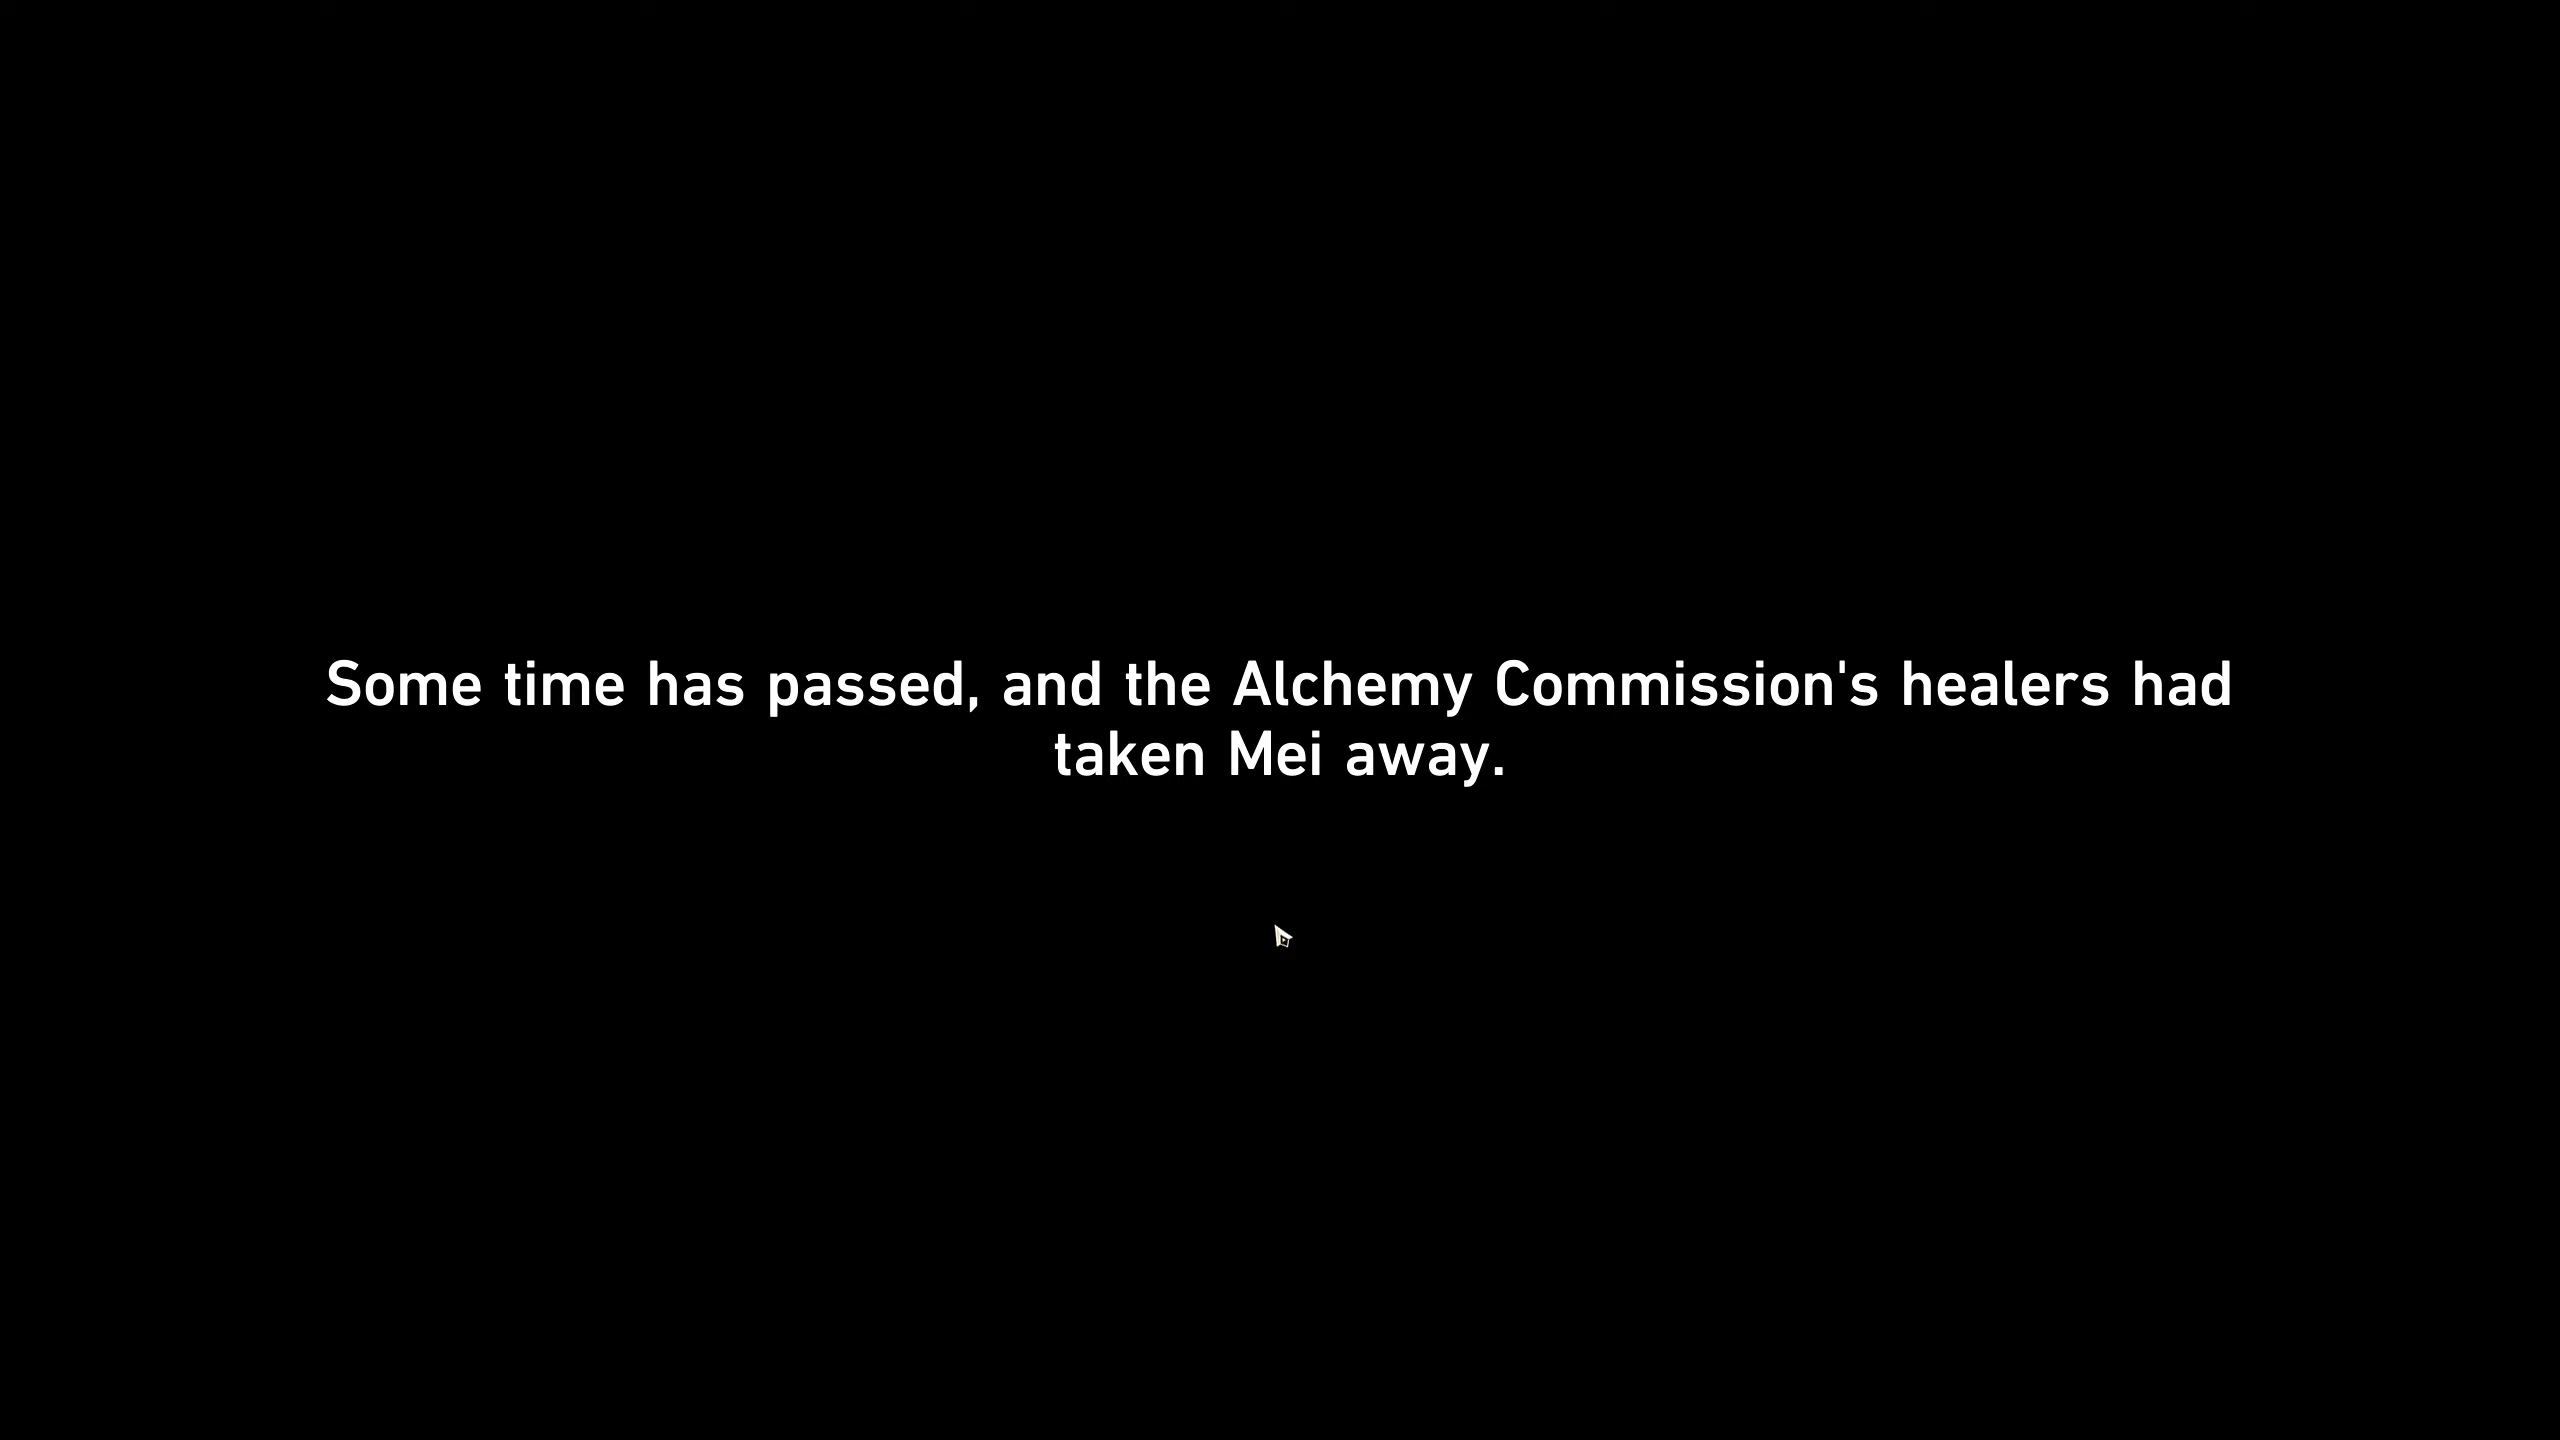 Some time has passed, and the Alchemy Commission's healers had
taken Mei away.